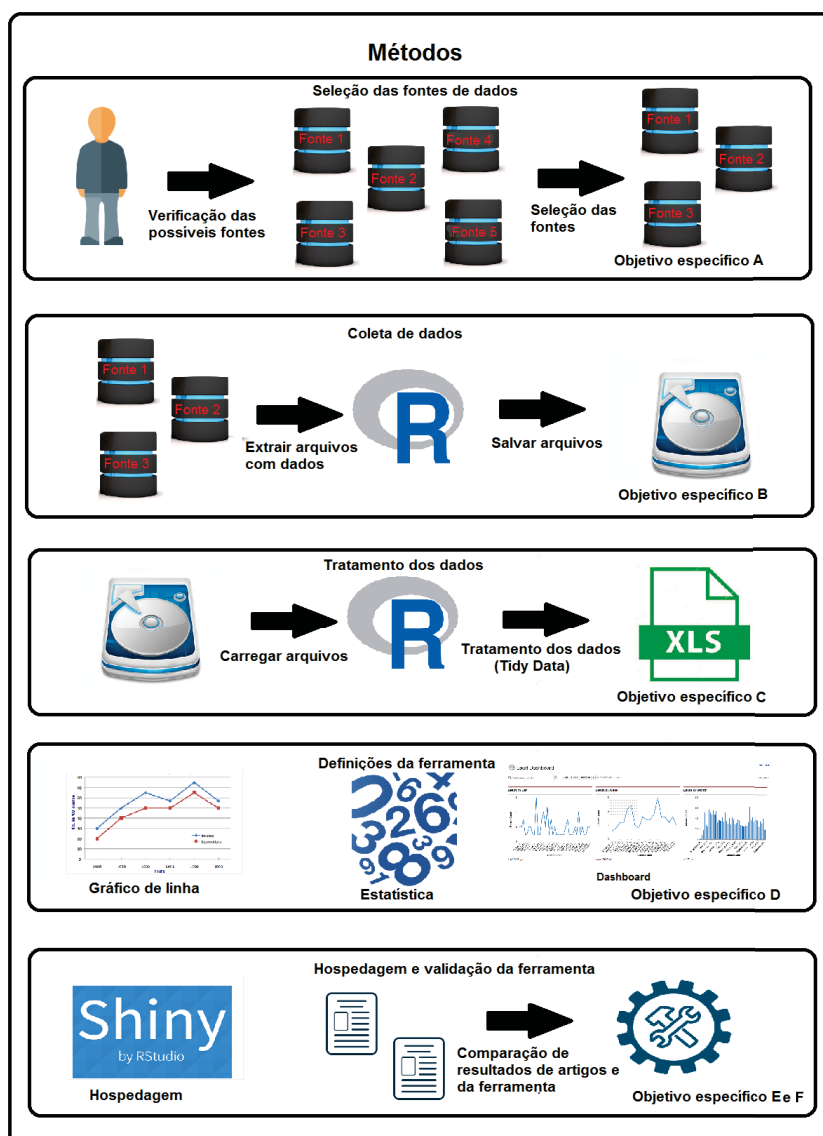 Métodos
Seleção das fontes de dados
Fonte 1
Fonte 4
Fonte 2
Fonte 3
Fonte 5
Fonte 1
Fonte 2
Fonte 3
Verificação das
possíveis fontes
Seleção das
fontes
Objetivo específico A
Coleta de dados
Fonte 1
Fonte 2
Fonte 3
Extrair arquivos
com dados
R
Salvar arquivos
Objetivo específico B
Tratamento dos dados
Carregar arquivos
R
Tratamento dos dados
(Tidy Data)
XLS
Objetivo específico C
Definições da ferramenta
Gráfico de linha
Estatística
Dashboard
Objetivo específico D
Hospedagem e validação da ferramenta
Shiny
by RStudio
Hospedagem
Comparação de
resultados de artigos e
da ferramenta
Objetivo específico E e F